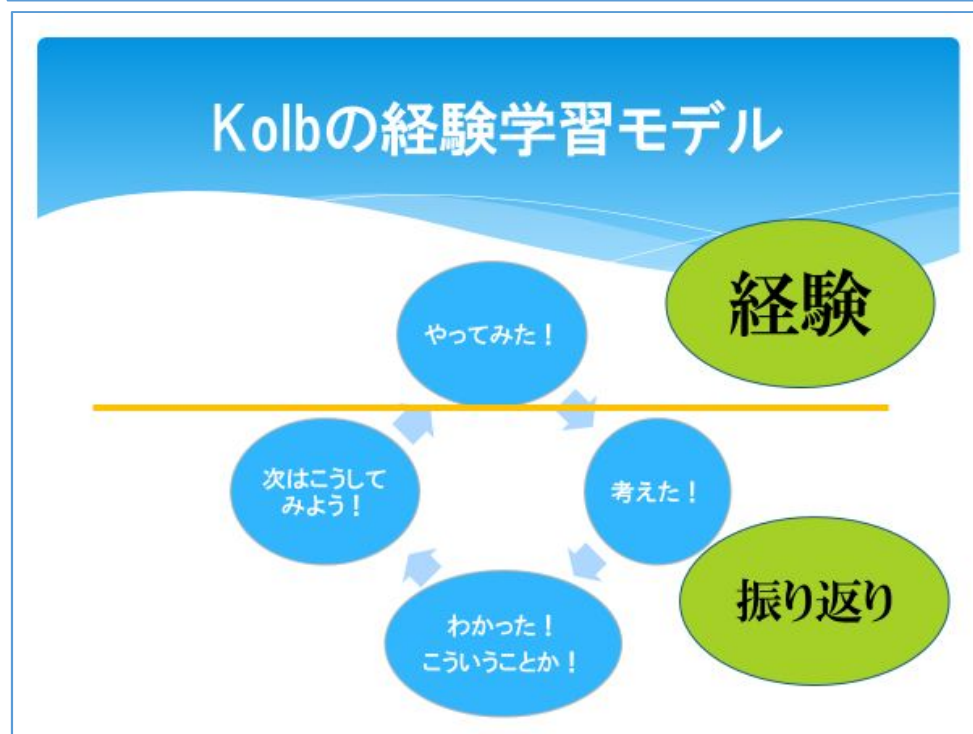 Kolbの経験学習モデル
経験
やってみた！
考えた！
次はこうして
みよう！
わかった！
こういうことか！
振り返り